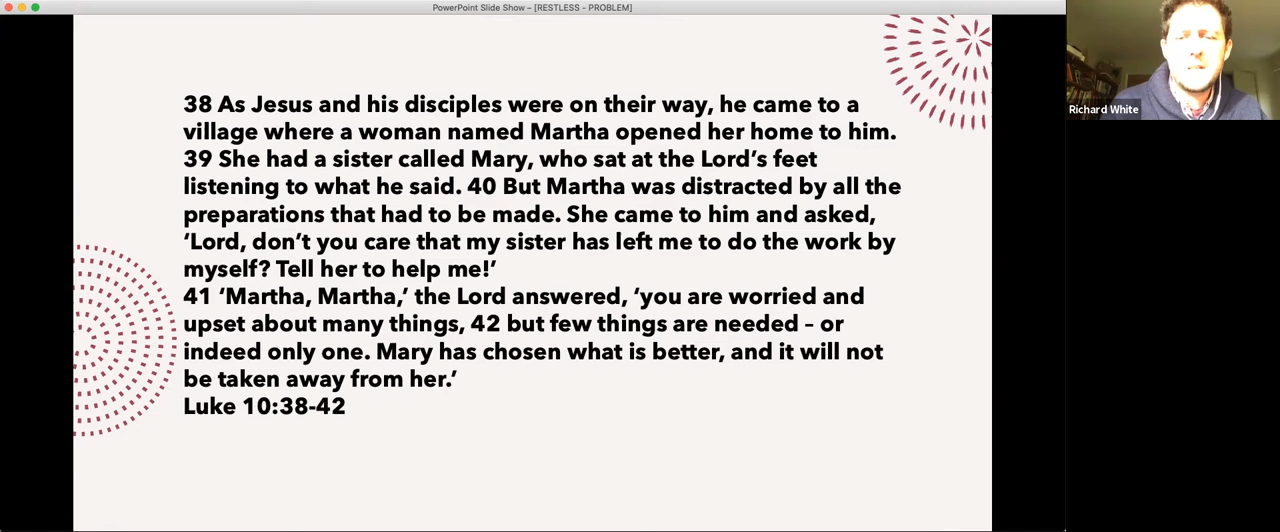 PowerPoint Slide Show – [RESTLESS - PROBLEM]
38 As Jesus and his disciples were on their way, he came to a
village where a woman named Martha opened her home to him.
39 She had a sister called Mary, who sat at the Lord’s feet
listening to what he said. 40 But Martha was distracted by all the
preparations that had to be made. She came to him and asked,
‘Lord, don’t you care that my sister has left me to do the work by
myself? Tell her to help me!’
41 ‘Martha, Martha,’ the Lord answered, ‘you are worried and
upset about many things, 42 but few things are needed – or
indeed only one. Mary has chosen what is better, and it will not
be taken away from her.’
Luke 10:38-42
Richard White